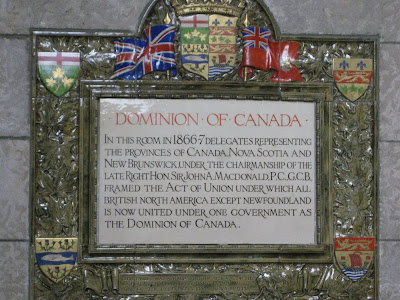 DOMINION · OF · CANADA ·
IN THIS ROOM IN 1866-7 DELEGATES REPRESENTING
THE PROVINCES OF CANADA, NOVA SCOTIA AND
NEW BRUNSWICK, UNDER THE CHAIRMANSHIP OF THE
LATE RIGHT HON. SIR JOHN A. MACDONALD, P.C., G.C.B,
FRAMED THE ACT OF UNION UNDER WHICH ALL
BRITISH NORTH AMERICA EXCEPT NEWFOUNDLAND
IS NOW UNITED UNDER ONE GOVERNMENT AS
THE DOMINION OF CANADA.